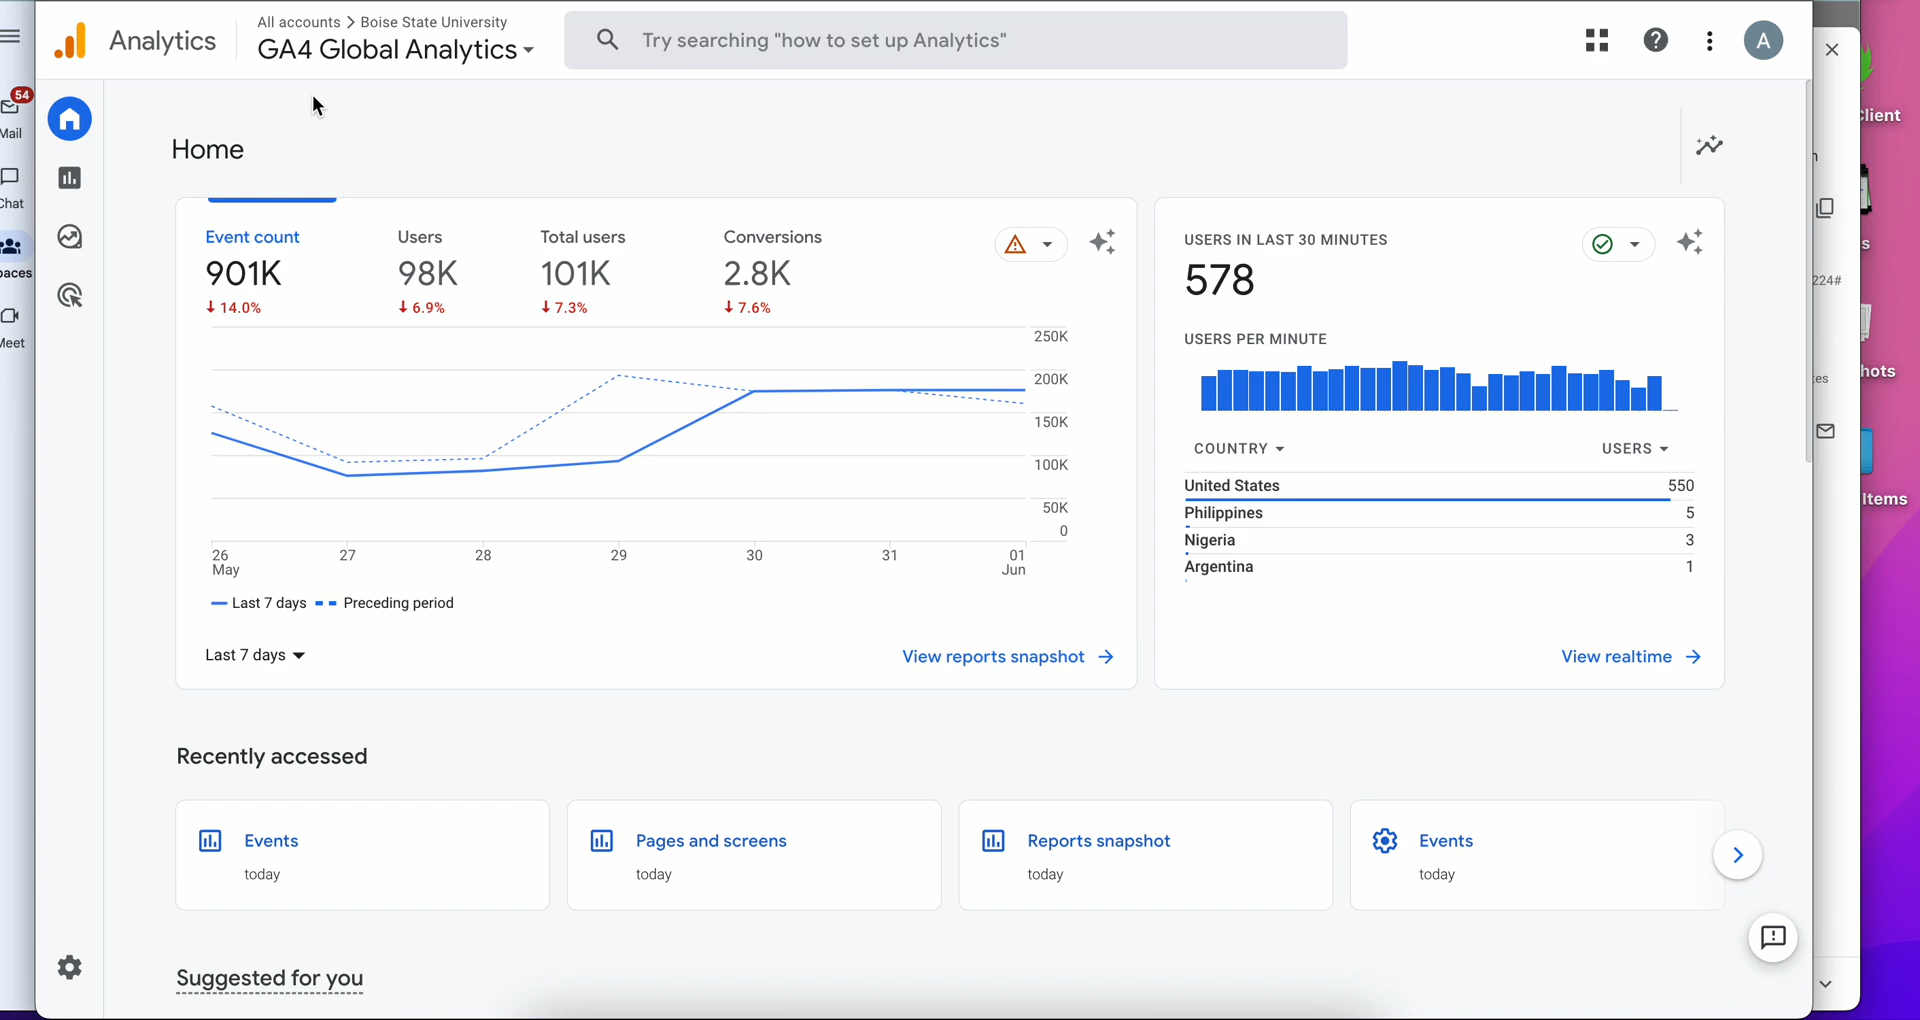 Analytics
All accounts > Boise State University
GA4 Global Analytics
Try searching "how to set up Analytics"
A
54
Mail
Chat
paces
Meet
Home
Event count
901K
14.0%
Users
98K
6.9%
Total users
101K
7.3%
Conversions
2.8K
7.6%
250K
200K
150K
100K
50K
0
26
May
27
28
29
30
31
01
Jun
Last 7 days
Preceding period
Last 7 days
View reports snapshot
USERS IN LAST 30 MINUTES
578
USERS PER MINUTE
COUNTRY USERS
United States 550
Philippines 5
Nigeria 3
Argentina 1
View realtime
Recently accessed
Events
today
Pages and screens
today
Reports snapshot
today
Events
today
Suggested for you
Client
s
224#
hots
tes
Items